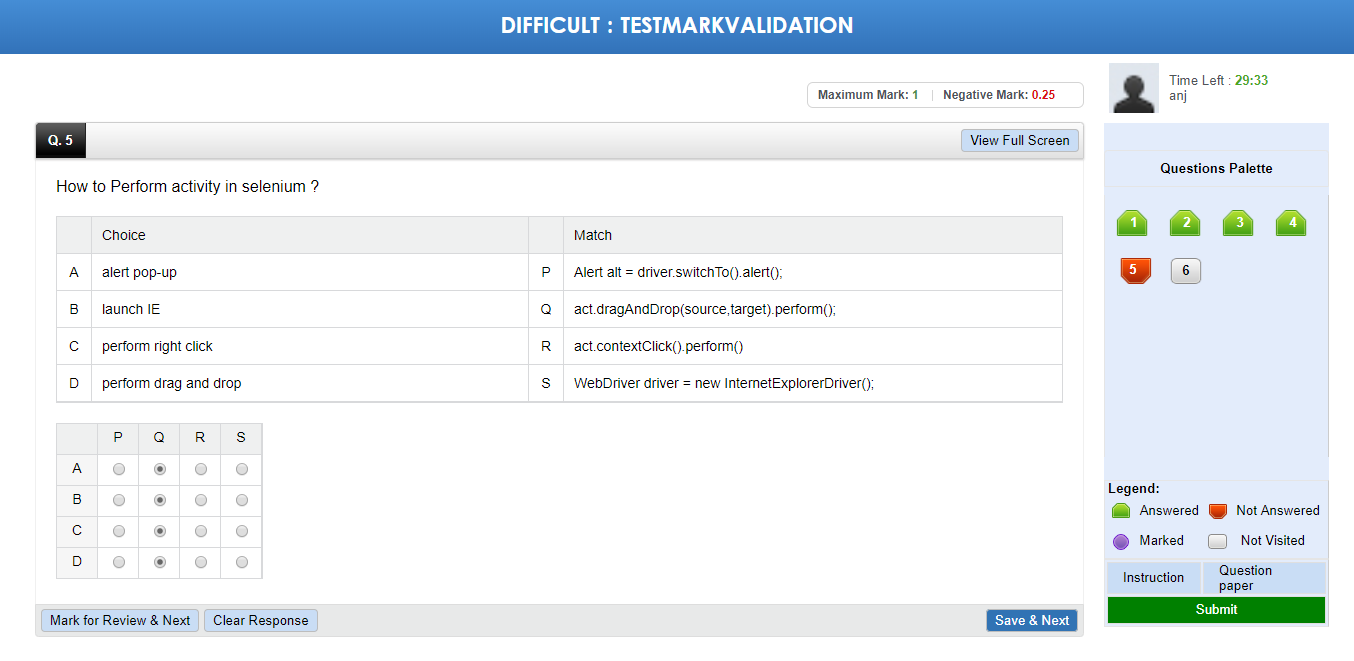 DIFFICULT : TESTMARKVALIDATION
Maximum Mark: 1 | Negative Mark: 0.25
Time Left : 29:33
anj
Q. 5 View Full Screen
How to Perform activity in selenium ?
Choice Match
A alert pop-up P Alert alt = driver.switchTo().alert();
B launch IE Q act.dragAndDrop(source,target).perform();
C perform right click R act.contextClick().perform()
D perform drag and drop S WebDriver driver = new InternetExplorerDriver();
P Q R S
A
B
C
D
Mark for Review & Next Clear Response Save & Next
Questions Palette
1 2 3 4
5 6
Legend:
Answered Not Answered
Marked Not Visited
Instruction Question
paper
Submit